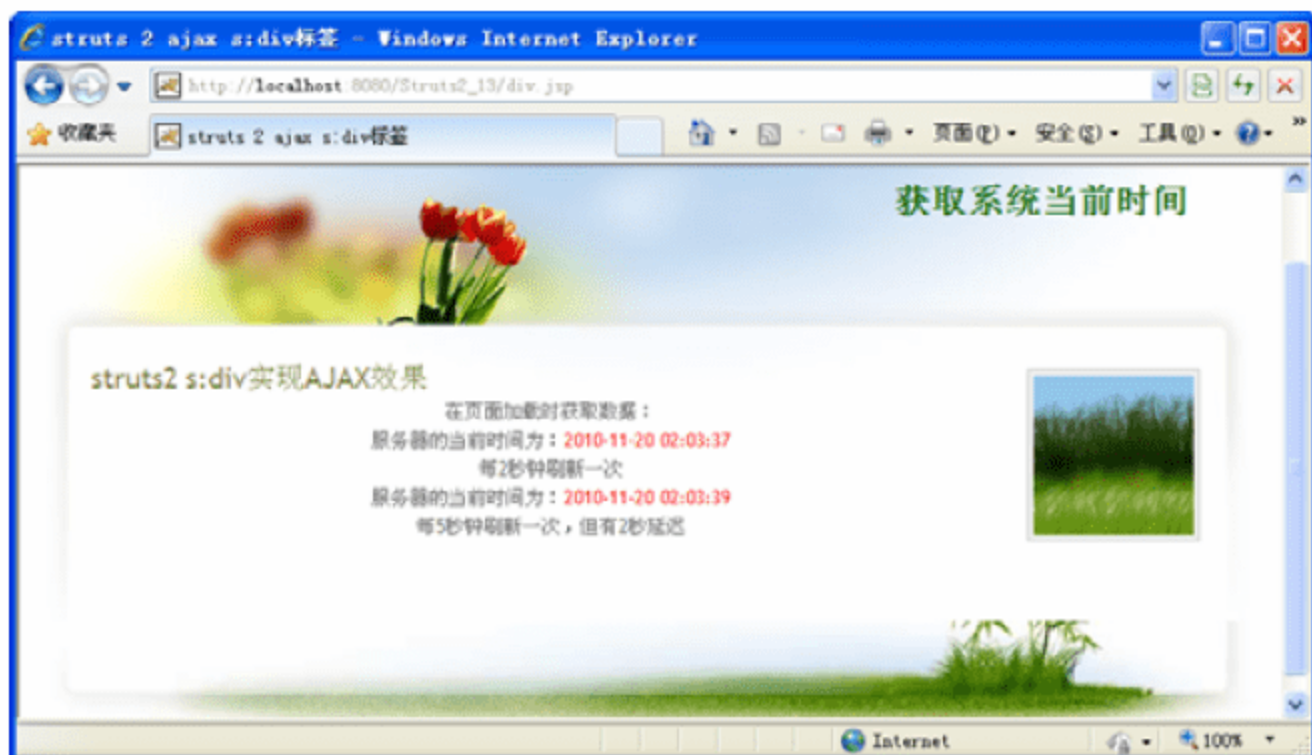 struts 2 ajax s:div标签 - Windows Internet Explorer
http://localhost:8080/Struts2_13/div.jsp
收藏夹 struts 2 ajax s:div标签 页面(P) 安全(S) 工具(O)
获取系统当前时间
struts2 s:div实现AJAX效果
在页面加载时获取数据：
服务器的当前时间为：2010-11-20 02:03:37
每2秒钟刷新一次
服务器的当前时间为：2010-11-20 02:03:39
每5秒钟刷新一次，但有2秒延迟
Internet 100%